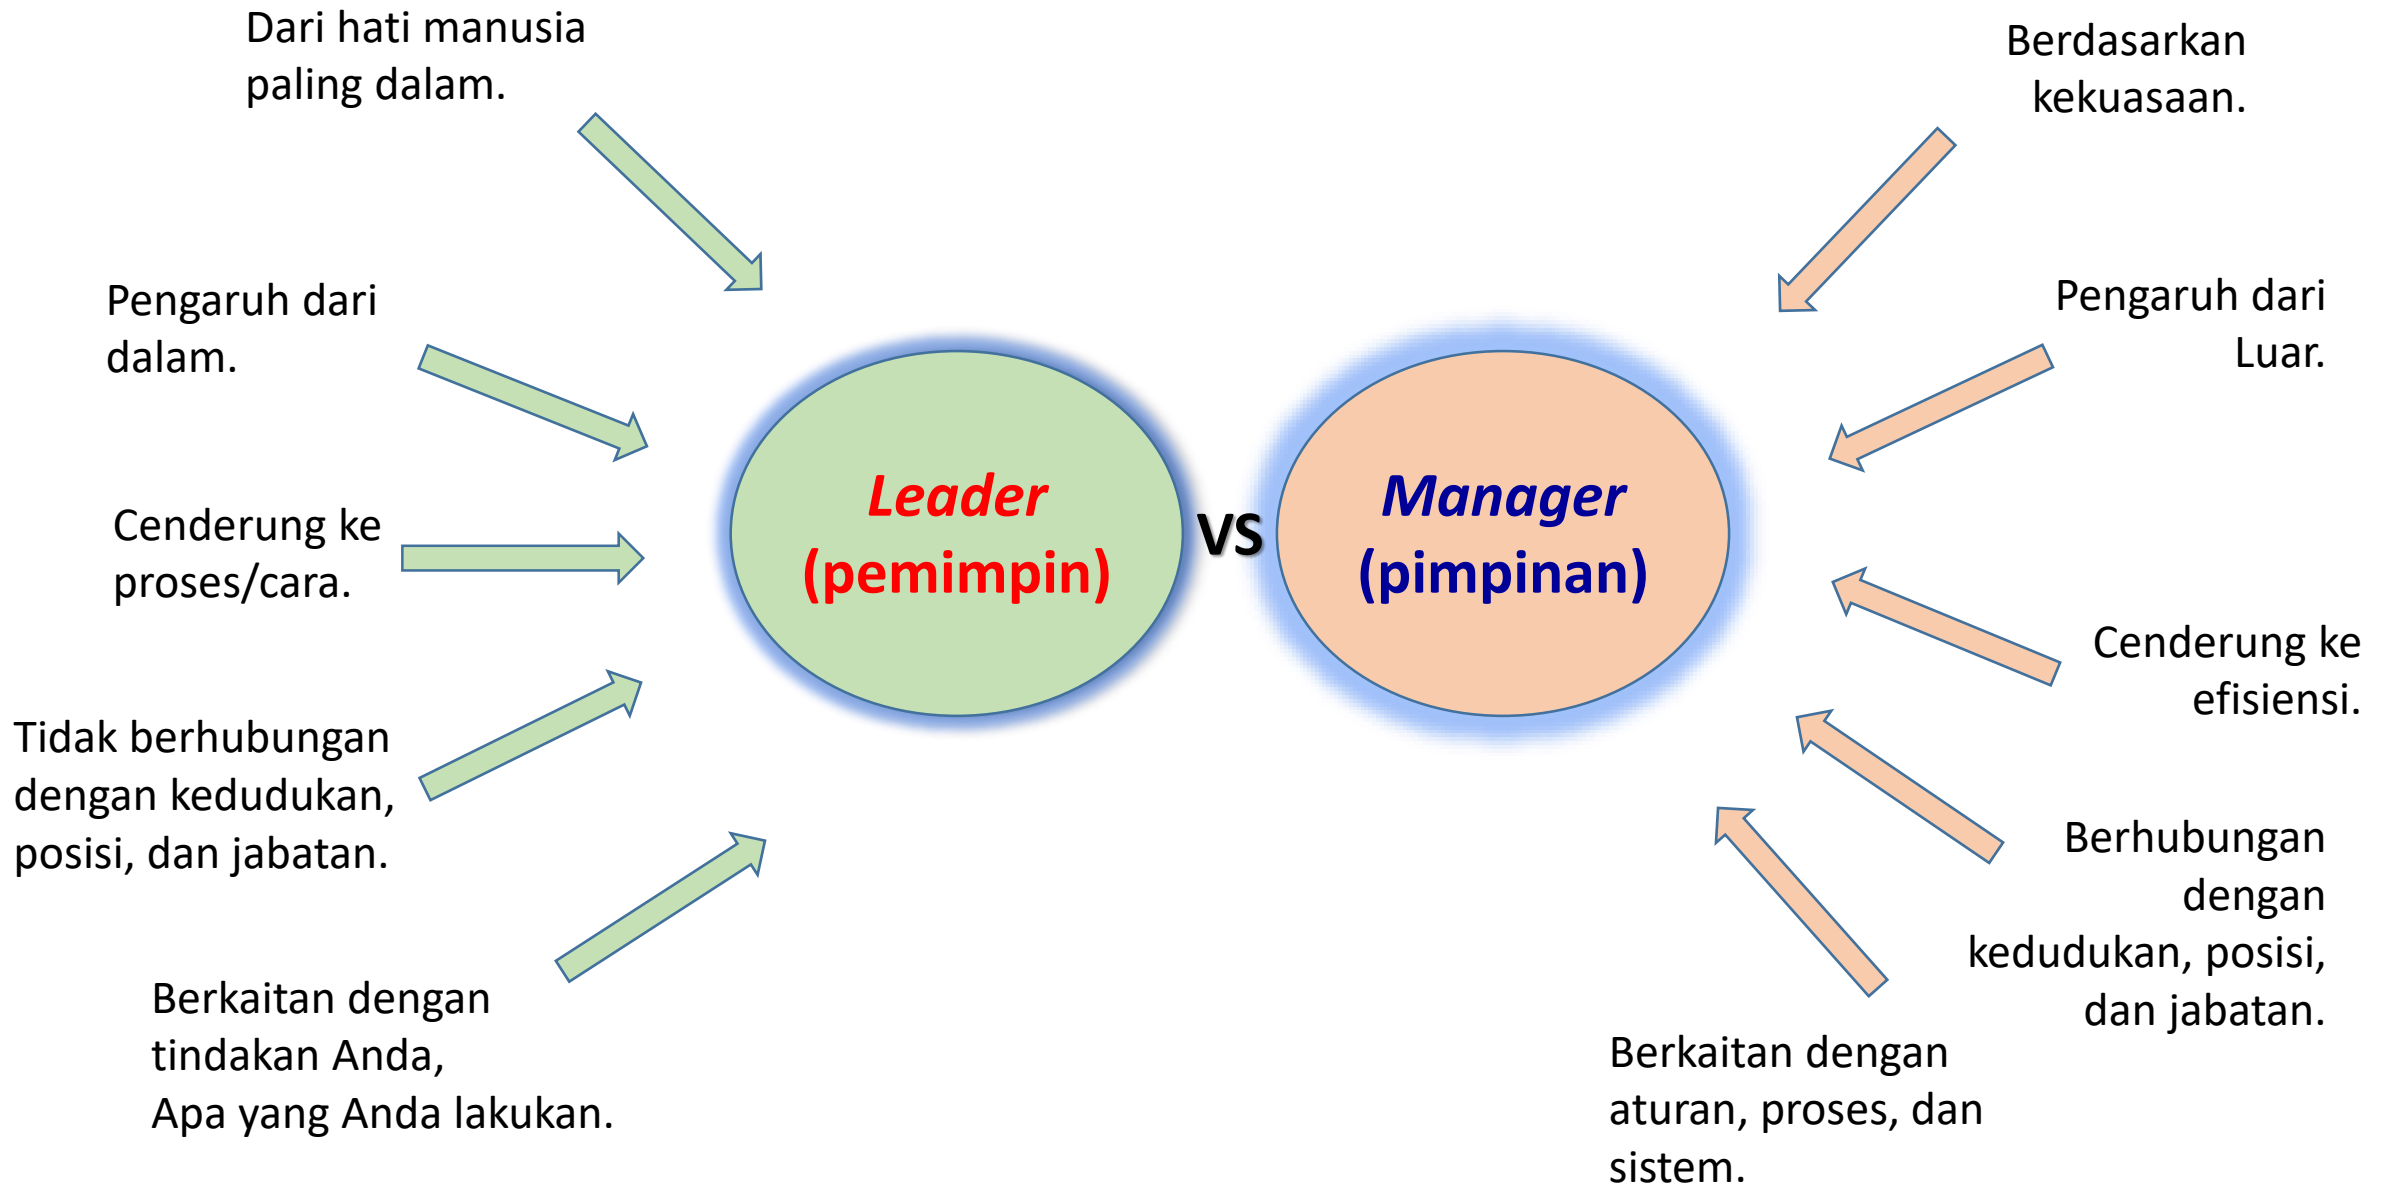 Dari hati manusia
paling dalam.
Pengaruh dari
dalam.
Cenderung ke
proses/cara.
Tidak berhubungan
dengan kedudukan,
posisi, dan jabatan.
Berkaitan dengan
tindakan Anda,
Apa yang Anda lakukan.
Leader
(pemimpin)
VS
Manager
(pimpinan)
Berdasarkan
kekuasaan.
Pengaruh dari
Luar.
Cenderung ke
efisiensi.
Berhubungan
dengan
kedudukan, posisi,
dan jabatan.
Berkaitan dengan
aturan, proses, dan
sistem.